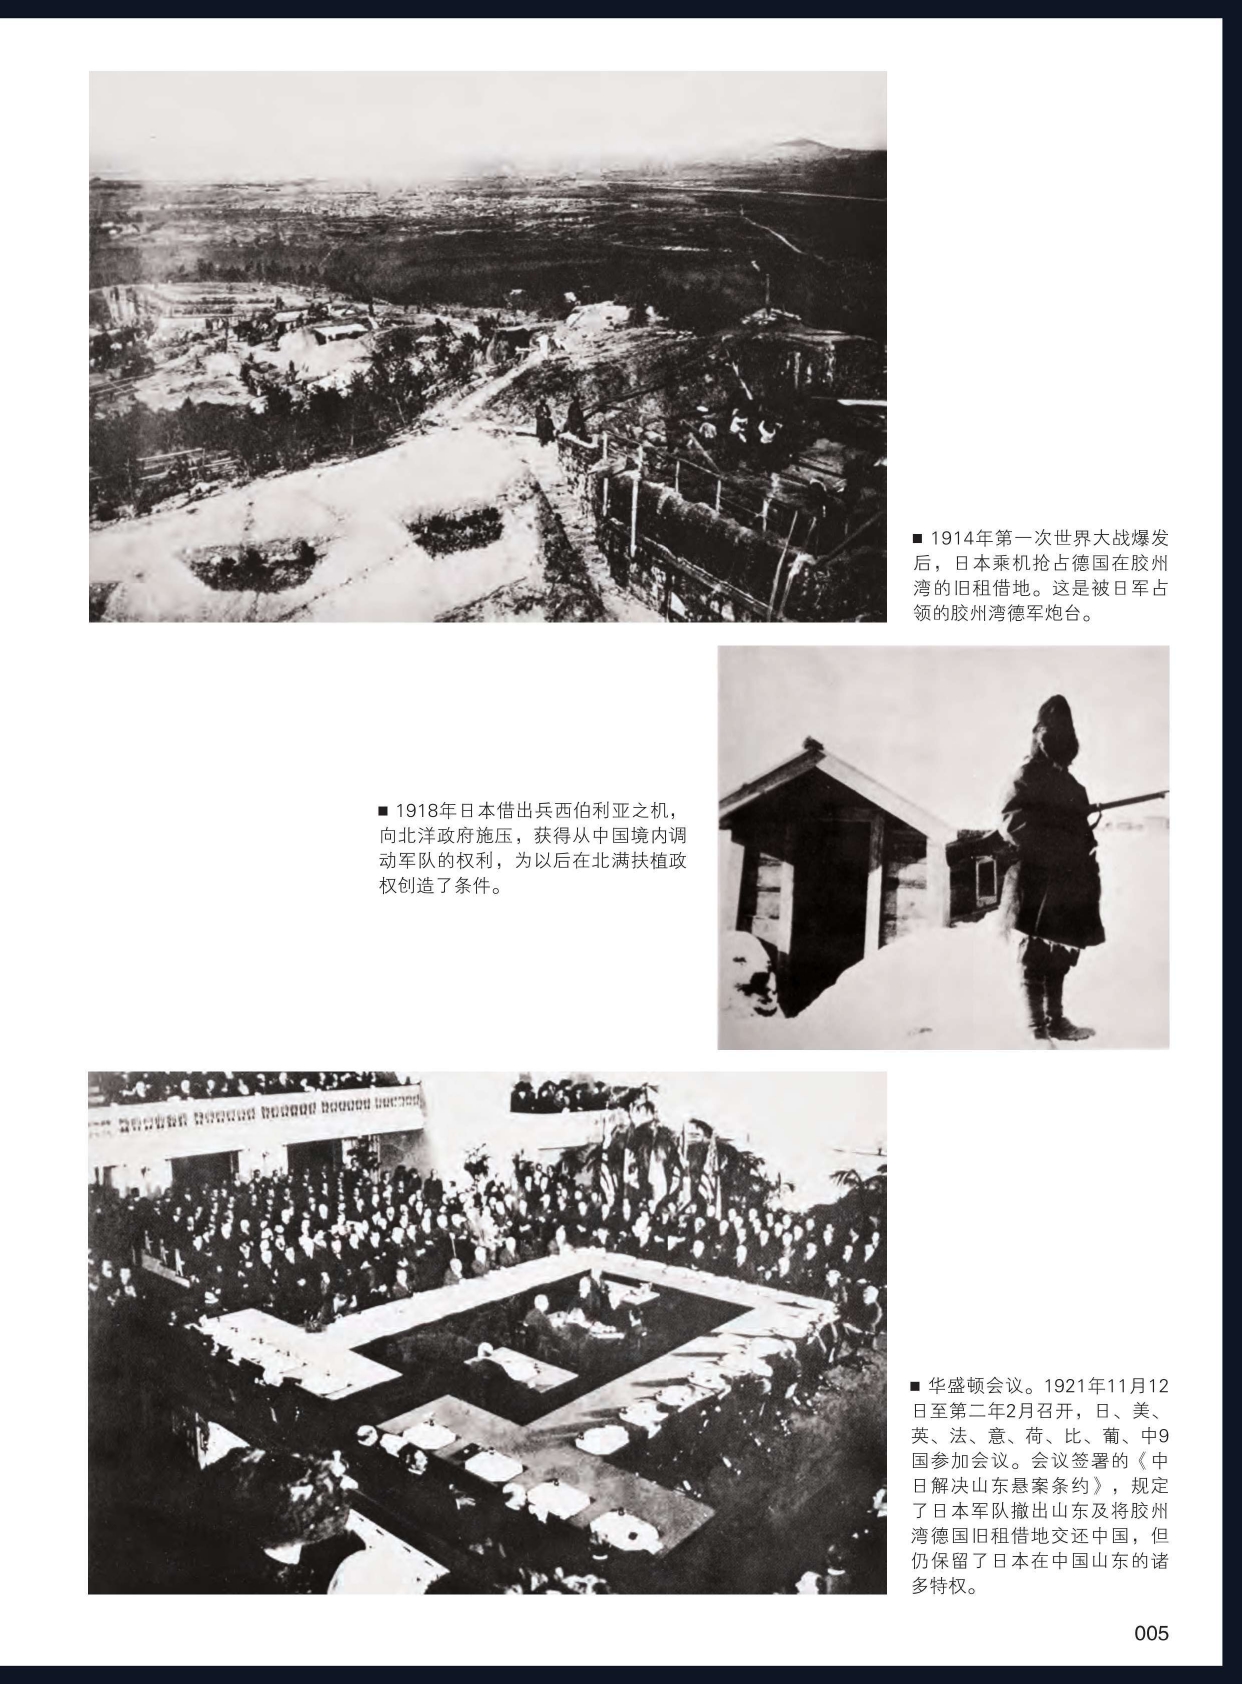 ■ 1914年第一次世界大战爆发
后，日本乘机抢占德国在胶州
湾的旧租借地。这是被日军占
领的胶州湾德军炮台。
■ 1918年日本借出兵西伯利亚之机，
向北洋政府施压，获得从中国境内调
动军队的权利，为以后在北满扶植政
权创造了条件。
■ 华盛顿会议。1921年11月12
日至第二年2月召开，日、美、
英、法、意、荷、比、葡、中9
国参加会议。会议签署的《中
日解决山东悬案条约》，规定
了日本军队撤出山东及将胶州
湾德国旧租借地交还中国，但
仍保留了日本在中国山东的诸
多特权。
005